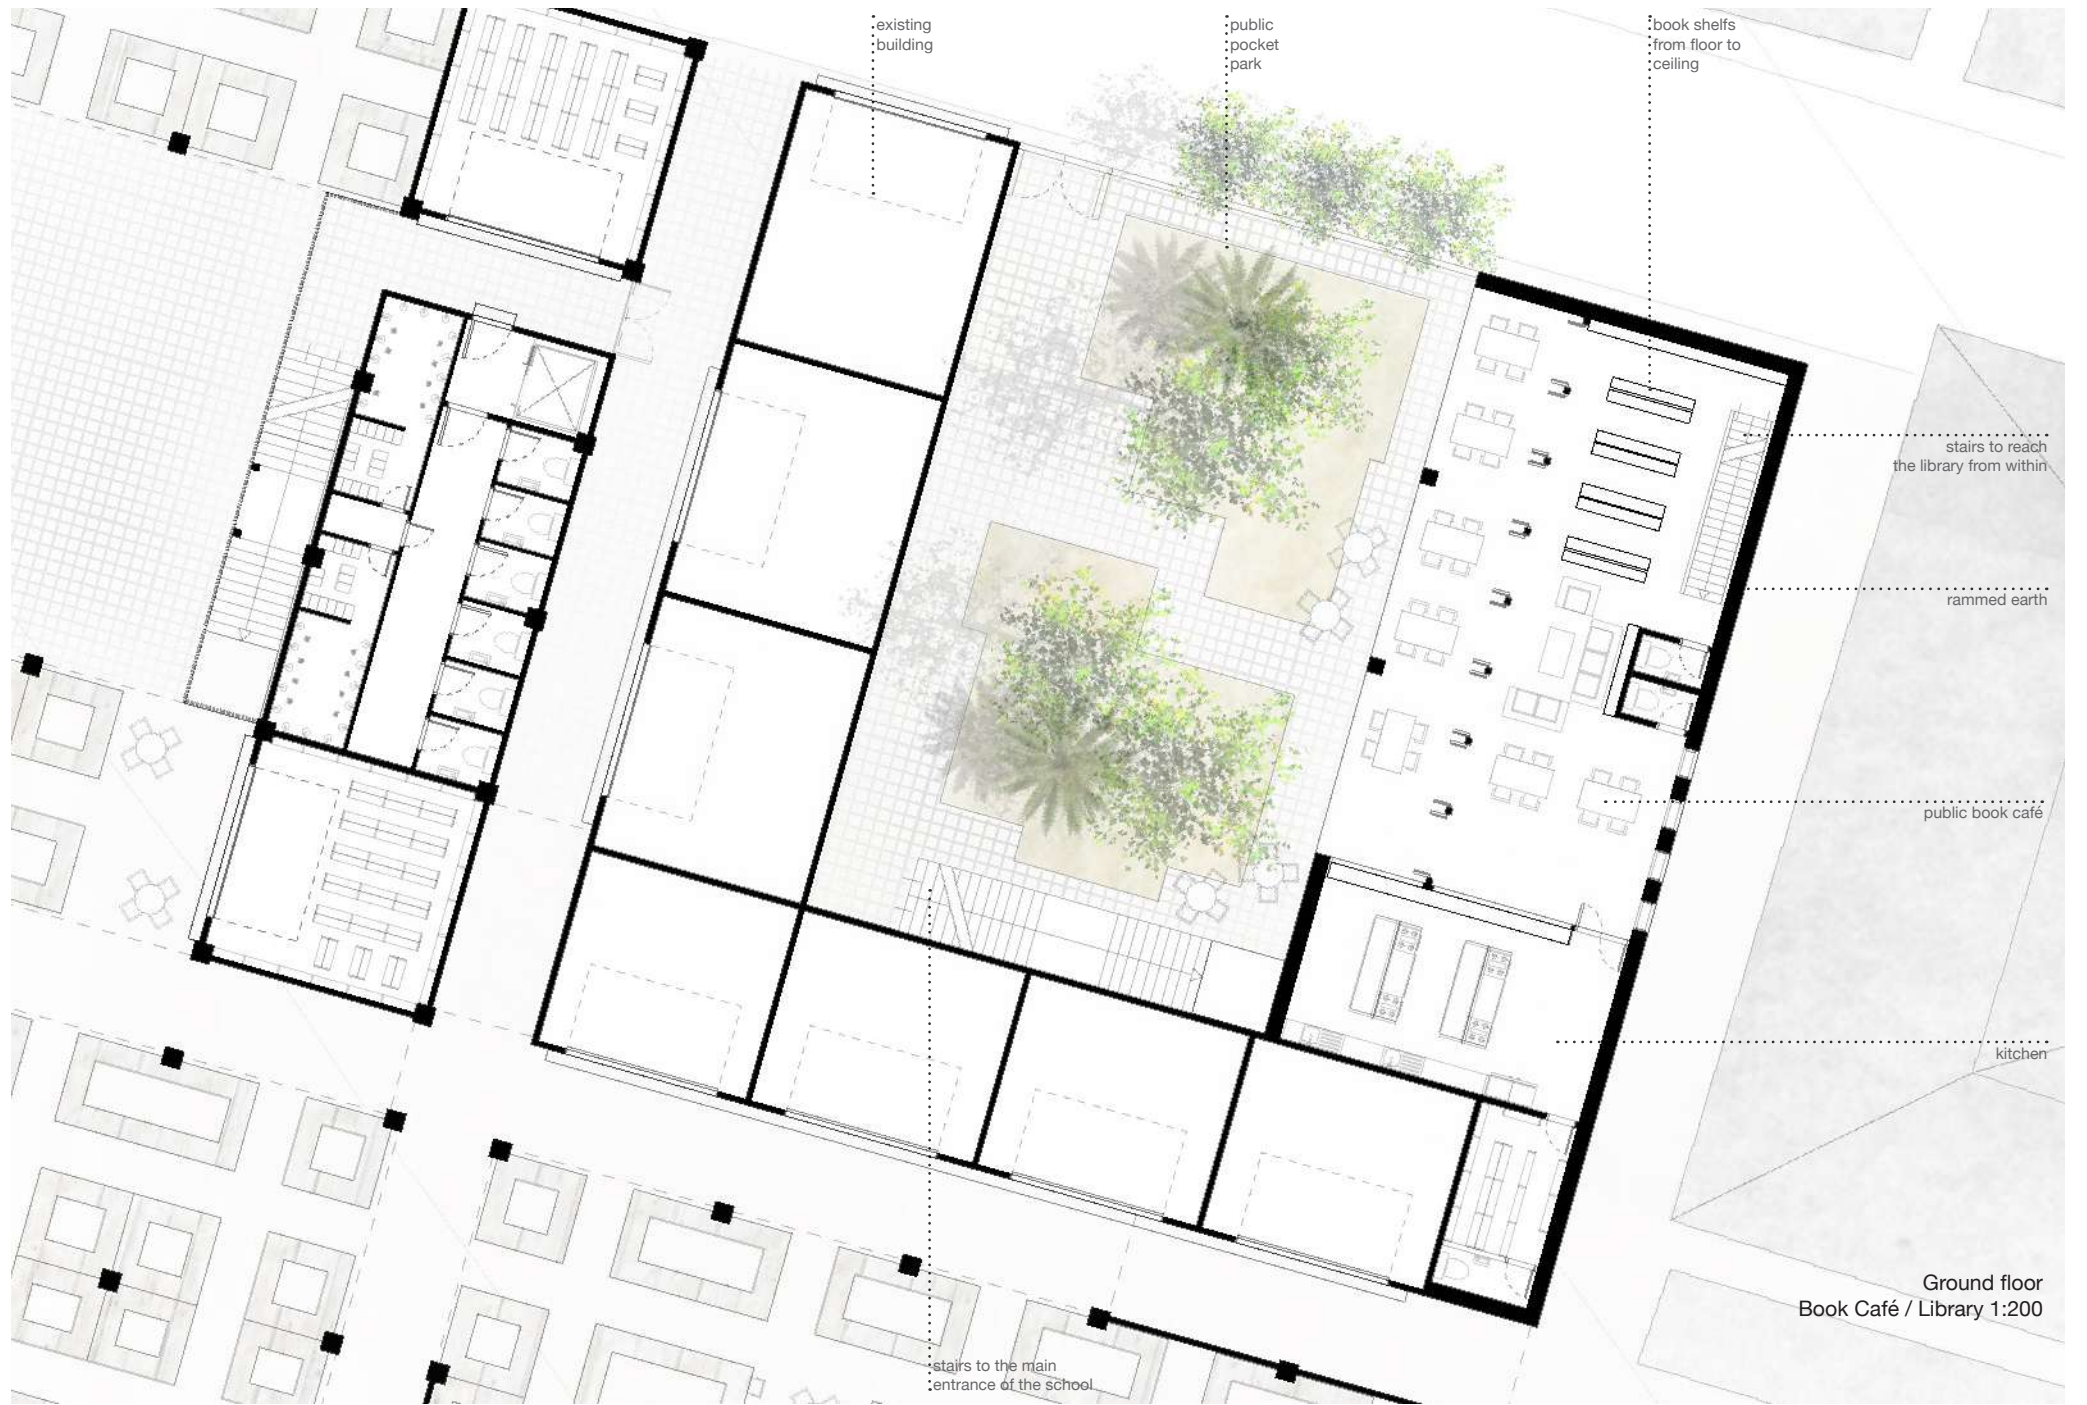 existing
building
public
pocket
park
book shelfs
from floor to
ceiling
stairs to reach
the library from within
rammed earth
public book café
kitchen
Ground floor
Book Café / Library 1:200
stairs to the main
entrance of the school